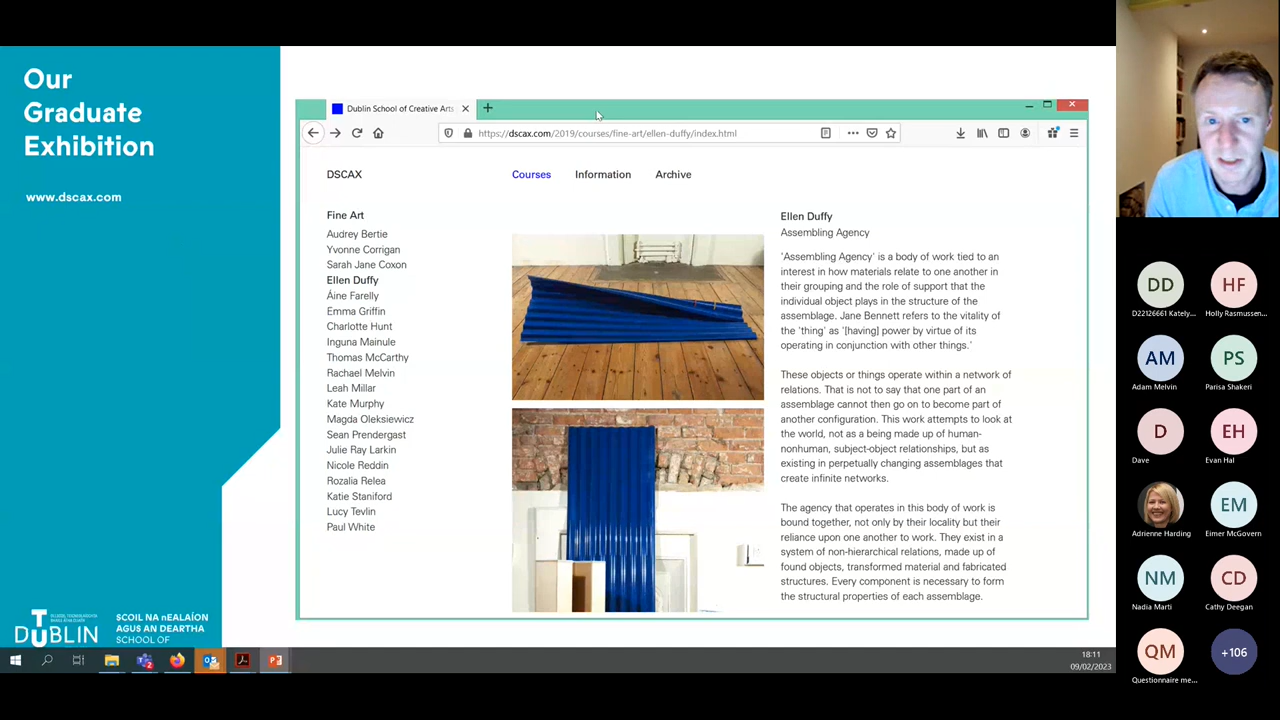 Our
Graduate
Exhibition
www.dscax.com
Dublin School of Creative Arts
https://dscax.com/2019/courses/fine-art/ellen-duffy/index.html
DSCAX
Courses
Information
Archive
Fine Art
Audrey Bertie
Yvonne Corrigan
Sarah Jane Coxon
Ellen Duffy
Áine Farelly
Emma Griffin
Charlotte Hunt
Inguna Mainule
Thomas McCarthy
Rachael Melvin
Leah Millar
Kate Murphy
Magda Oleksiewicz
Sean Prendergast
Julie Ray Larkin
Nicole Reddin
Rozalia Relea
Katie Staniford
Lucy Tevlin
Paul White
Ellen Duffy
Assembling Agency
'Assembling Agency' is a body of work tied to an
interest in how materials relate to one another in
their grouping and the role of support that the
individual object plays in the structure of the
assemblage. Jane Bennett refers to the vitality of
the 'thing' as '[having] power by virtue of its
operating in conjunction with other things.'
These objects or things operate within a network of
relations. That is not to say that one part of an
assemblage cannot then go on to become part of
another configuration. This work attempts to look at
the world, not as a being made up of human-
nonhuman, subject-object relationships, but as
existing in perpetually changing assemblages that
create infinite networks.
The agency that operates in this body of work is
bound together, not only by their locality but their
reliance upon one another to work. They exist in a
system of non-hierarchical relations, made up of
found objects, transformed material and fabricated
structures. Every component is necessary to form
the structural properties of each assemblage.
DUBLIN
SCOIL NA nEALAÍON
AGUS AN DEARTHA
SCHOOL OF
18:11
09/02/2023
DD
D22126661 Kately...
HF
Holly Rasmussen...
AM
Adam Melvin
PS
Parisa Shakeri
D
Dave
EH
Evan Hal
Adrienne Harding
EM
Eimer McGovern
NM
Nadia Marti
CD
Cathy Deegan
QM
Questionnaire me...
+106